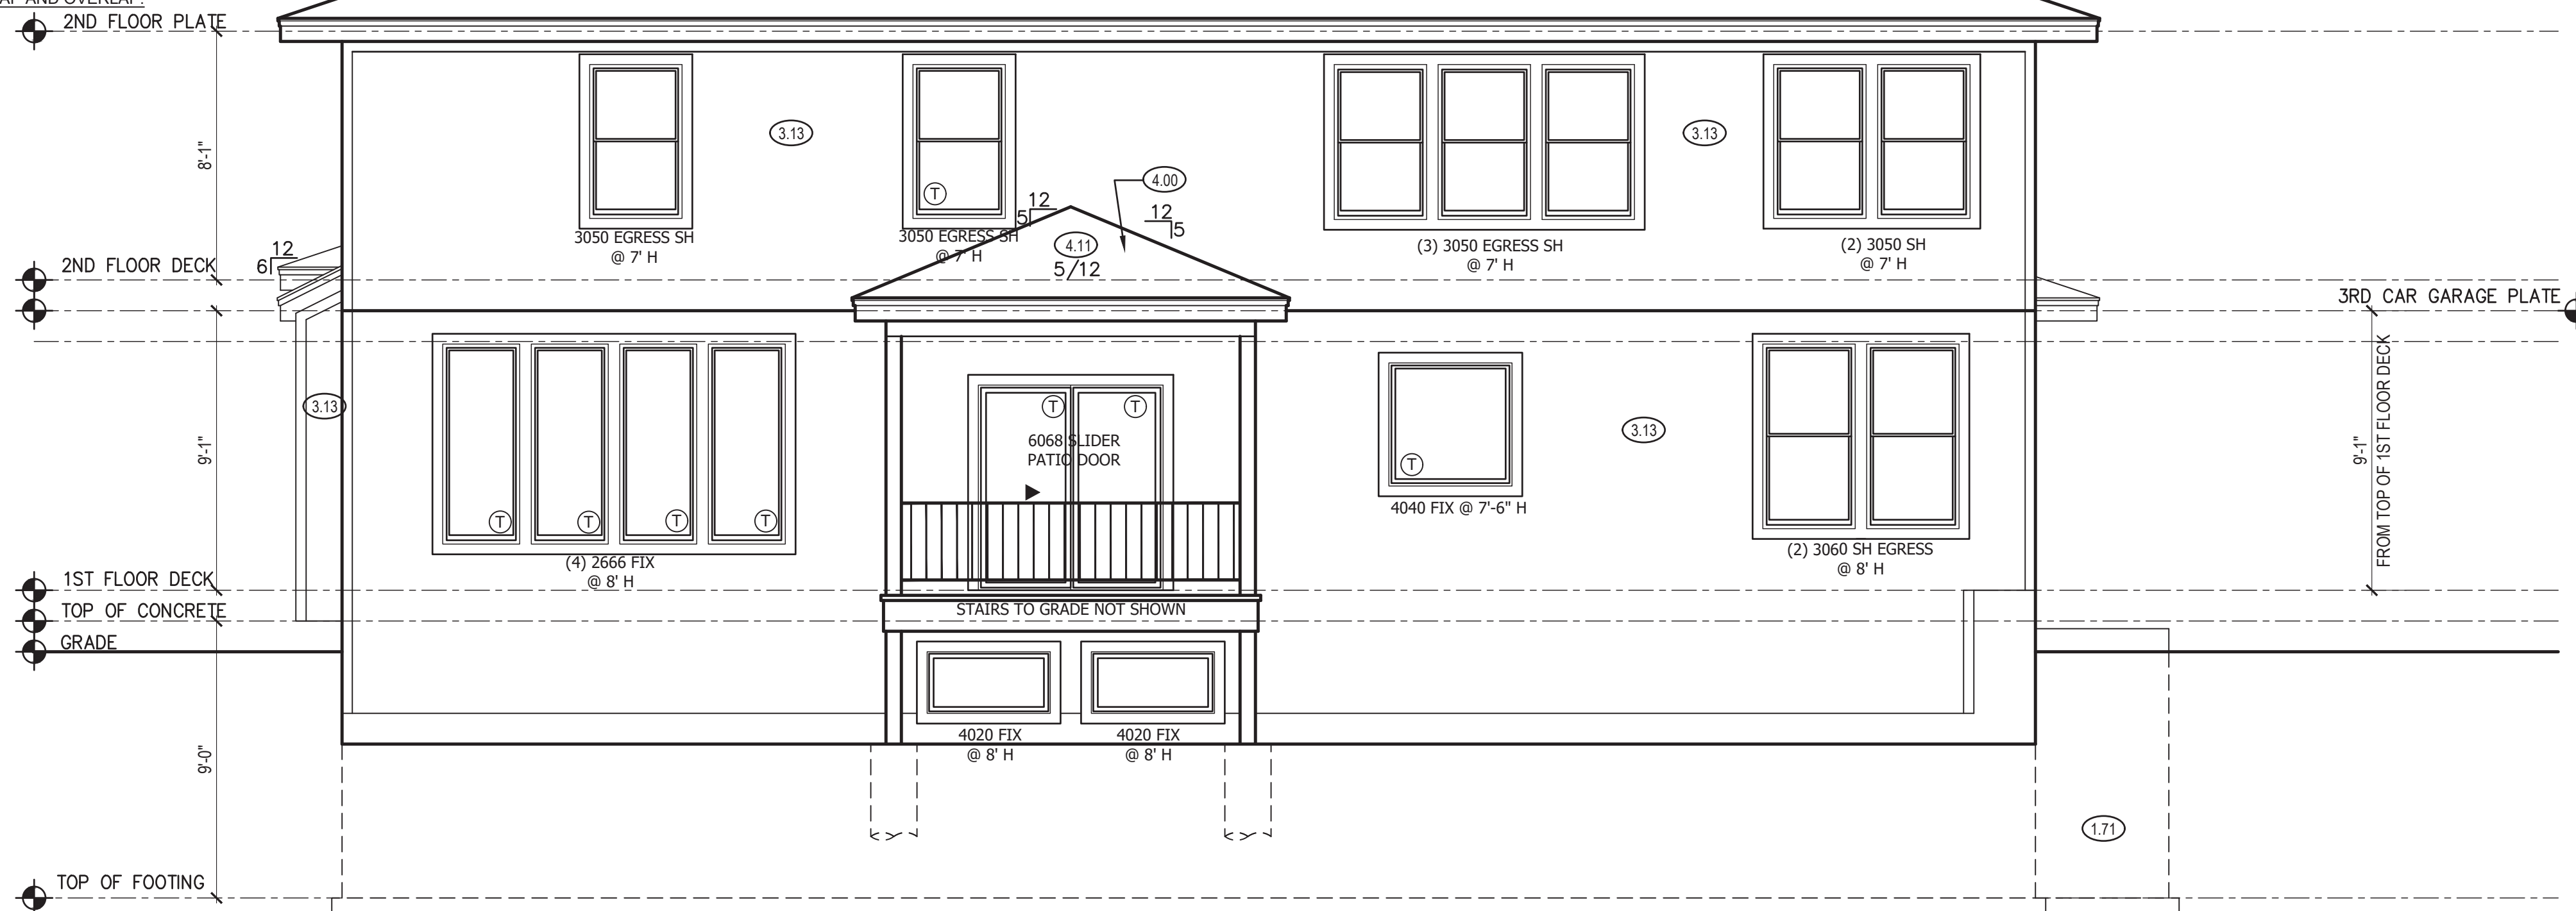 2ND FLOOR PLATE
8'-1"
3.13
3.13
4.00
12
5
12
5
3050 EGRESS SH
@ 7' H
3050 EGRESS SH
@ 7' H
4.11
5/12
(3) 3050 EGRESS SH
@ 7' H
(2) 3050 SH
@ 7' H
12
6
2ND FLOOR DECK
3RD CAR GARAGE PLATE
9'-1"
3.13
T
T
T
6068 SLIDER
PATIO DOOR
3.13
T
4040 FIX @ 7'-6" H
9'-1"
FROM TOP OF 1ST FLOOR DECK
T
T
T
T
(4) 2666 FIX
@ 8' H
(2) 3060 SH EGRESS
@ 8' H
1ST FLOOR DECK
TOP OF CONCRETE
STAIRS TO GRADE NOT SHOWN
GRADE
9'-0"
4020 FIX
@ 8' H
4020 FIX
@ 8' H
1.71
TOP OF FOOTING